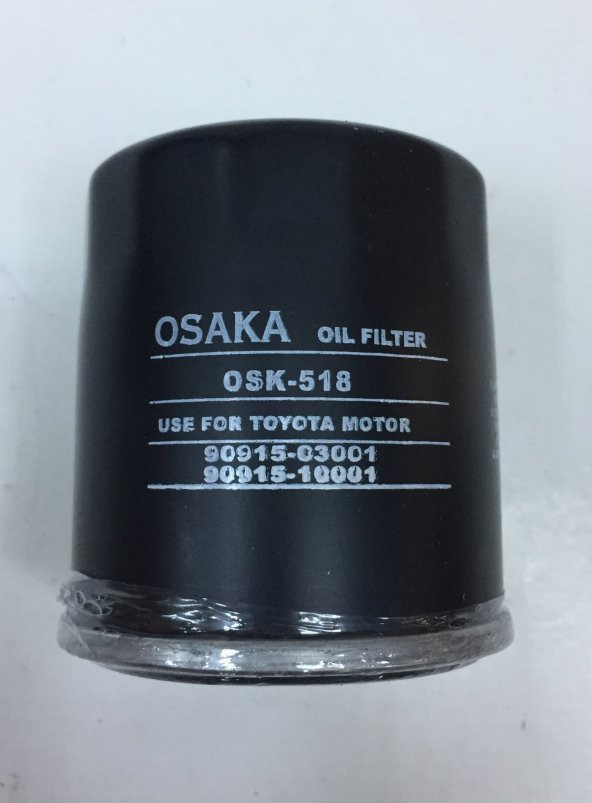 OSAKA OIL FILTER
OSK-518
USE FOR TOYOTA MOTOR
90915-03001
90915-10001